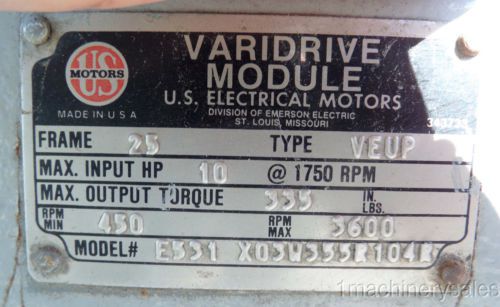 US
MOTORS
MADE IN U S A
VARIDRIVE
MODULE
U.S. ELECTRICAL MOTORS
DIVISION OF EMERSON ELECTRIC
ST. LOUIS, MISSOURI
FRAME 25 TYPE VEUP
MAX. INPUT HP 10 @ 1750 RPM
MAX. OUTPUT TORQUE 335 IN. LBS.
RPM MIN 450 RPM MAX 3600
MODEL#
1machinerysales